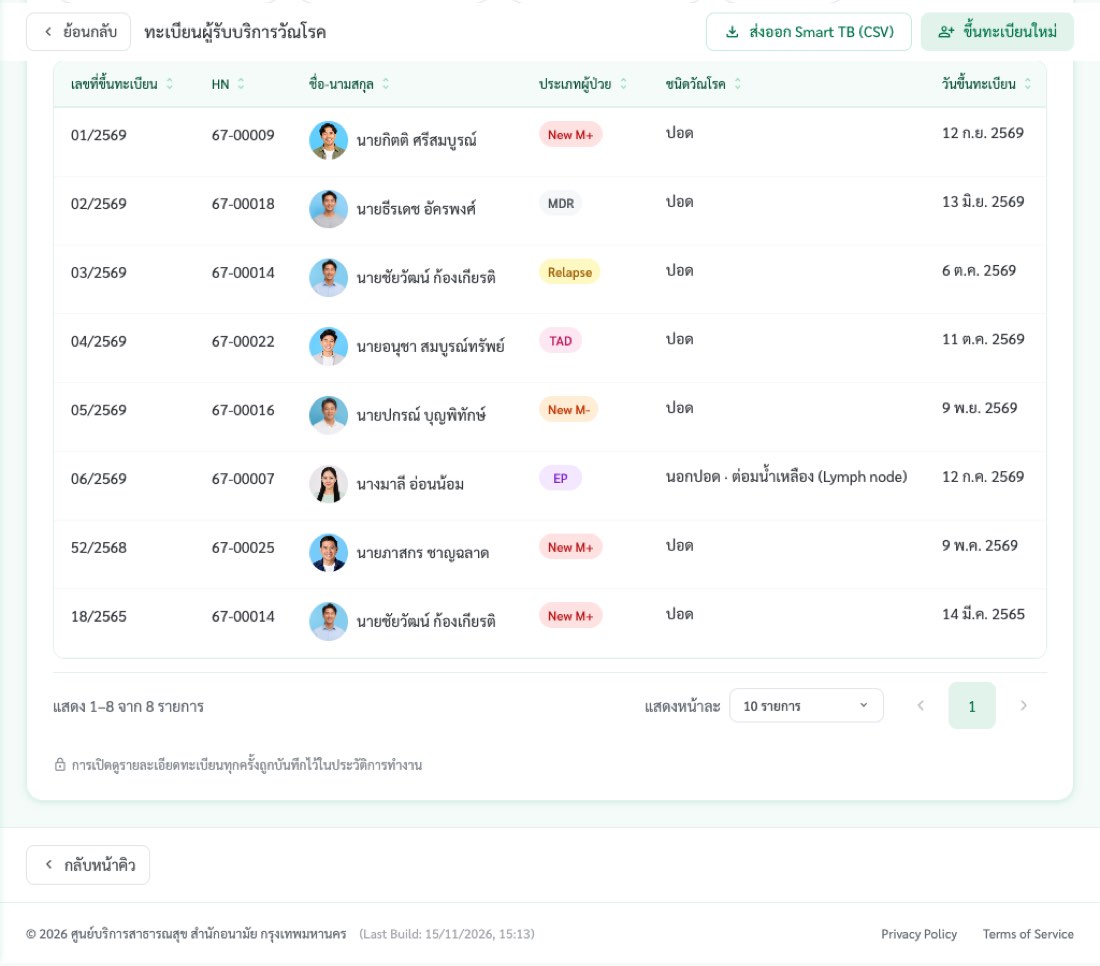 ย้อนกลับ ทะเบียนผู้รับบริการวัณโรค ส่งออก Smart TB (CSV) ขึ้นทะเบียนใหม่
เลขที่ขึ้นทะเบียน HN ชื่อ-นามสกุล ประเภทผู้ป่วย ชนิดวัณโรค วันขึ้นทะเบียน
01/2569 67-00009 นายกิตติ ศรีสมบูรณ์ New M+ ปอด 12 ก.ย. 2569
02/2569 67-00018 นายธีรเดช อัครพงศ์ MDR ปอด 13 มิ.ย. 2569
03/2569 67-00014 นายชัยวัฒน์ ก้องเกียรติ Relapse ปอด 6 ต.ค. 2569
04/2569 67-00022 นายอนุชา สมบูรณ์ทรัพย์ TAD ปอด 11 ต.ค. 2569
05/2569 67-00016 นายปกรณ์ บุญพิทักษ์ New M- ปอด 9 พ.ย. 2569
06/2569 67-00007 นางมาลี อ่อนน้อม EP นอกปอด · ต่อมน้ำเหลือง (Lymph node) 12 ก.ค. 2569
52/2568 67-00025 นายภาสกร ชาญฉลาด New M+ ปอด 9 พ.ค. 2569
18/2565 67-00014 นายชัยวัฒน์ ก้องเกียรติ New M+ ปอด 14 มี.ค. 2565
แสดง 1–8 จาก 8 รายการ แสดงหน้าละ 10 รายการ 1
การเปิดดูรายละเอียดทะเบียนทุกครั้งถูกบันทึกไว้ในประวัติการทำงาน
กลับหน้าคิว
© 2026 ศูนย์บริการสาธารณสุข สำนักอนามัย กรุงเทพมหานคร (Last Build: 15/11/2026, 15:13) Privacy Policy Terms of Service